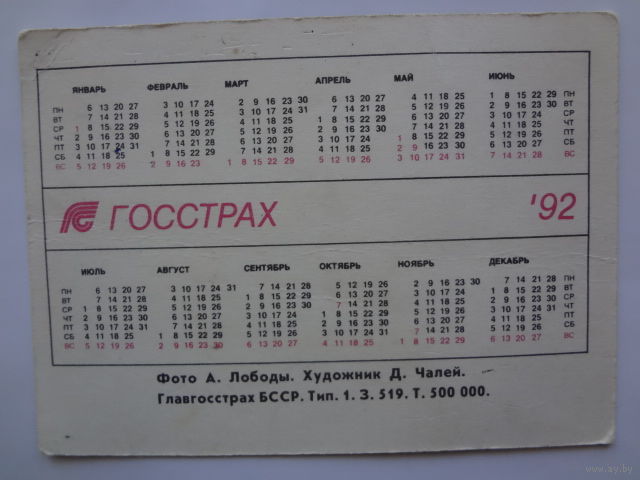 ЯНВАРЬ ФЕВРАЛЬ МАРТ АПРЕЛЬ МАЙ ИЮНЬ
ПН 6 13 20 27 3 10 17 24 2 9 16 23 30 6 13 20 27 4 11 18 25 1 8 15 22 29 ПН
ВТ 7 14 21 28 4 11 18 25 3 10 17 24 31 7 14 21 28 5 12 19 26 2 9 16 23 30 ВТ
СР 1 8 15 22 29 5 12 19 26 4 11 18 25 1 8 15 22 29 6 13 20 27 3 10 17 24 СР
ЧТ 2 9 16 23 30 6 13 20 27 5 12 19 26 2 9 16 23 30 7 14 21 28 4 11 18 25 ЧТ
ПТ 3 10 17 24 31 7 14 21 28 6 13 20 27 3 10 17 24 1 8 15 22 29 5 12 19 26 ПТ
СБ 4 11 18 25 1 8 15 22 29 7 14 21 28 4 11 18 25 2 9 16 23 30 6 13 20 27 СБ
ВС 5 12 19 26 2 9 16 23 1 8 15 22 29 5 12 19 26 3 10 17 24 31 7 14 21 28 ВС
ГОССТРАХ '92
ИЮЛЬ АВГУСТ СЕНТЯБРЬ ОКТЯБРЬ НОЯБРЬ ДЕКАБРЬ
ПН 6 13 20 27 3 10 17 24 31 7 14 21 28 5 12 19 26 2 9 16 23 30 7 14 21 28 ПН
ВТ 7 14 21 28 4 11 18 25 1 8 15 22 29 6 13 20 27 3 10 17 24 1 8 15 22 29 ВТ
СР 1 8 15 22 29 5 12 19 26 2 9 16 23 30 7 14 21 28 4 11 18 25 2 9 16 23 30 СР
ЧТ 2 9 16 23 30 6 13 20 27 3 10 17 24 1 8 15 22 29 5 12 19 26 3 10 17 24 31 ЧТ
ПТ 3 10 17 24 31 7 14 21 28 4 11 18 25 2 9 16 23 30 6 13 20 27 4 11 18 25 ПТ
СБ 4 11 18 25 1 8 15 22 29 5 12 19 26 3 10 17 24 31 7 14 21 28 5 12 19 26 СБ
ВС 5 12 19 26 2 9 16 23 30 6 13 20 27 4 11 18 25 1 8 15 22 29 6 13 20 27 ВС
Фото А. Лободы. Художник Д. Чалей.
Главгосстрах БССР. Тип. 1. З. 519. Т. 500 000.
www.ay.by